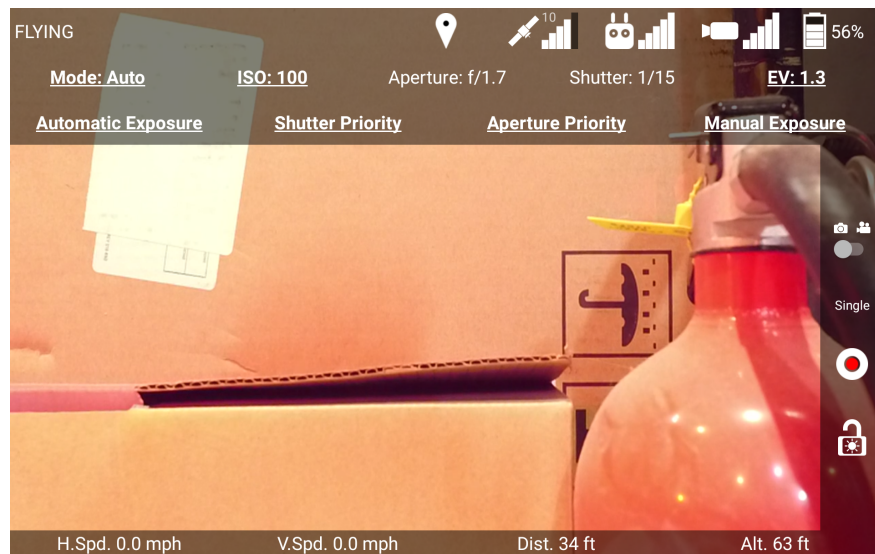 FLYING
10
56%
Mode: Auto
ISO: 100
Aperture: f/1.7
Shutter: 1/15
EV: 1.3
Automatic Exposure
Shutter Priority
Aperture Priority
Manual Exposure
Single
H.Spd. 0.0 mph
V.Spd. 0.0 mph
Dist. 34 ft
Alt. 63 ft